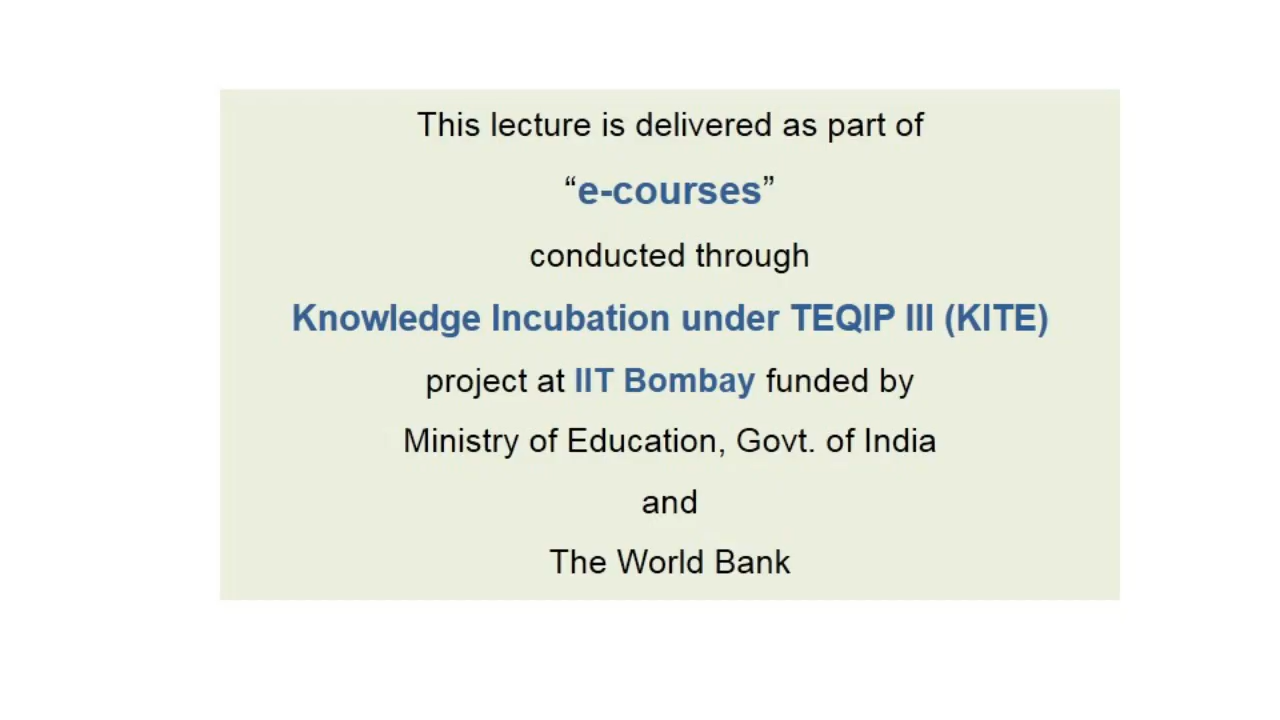 This lecture is delivered as part of
“e-courses”
conducted through
Knowledge Incubation under TEQIP III (KITE)
project at IIT Bombay funded by
Ministry of Education, Govt. of India
and
The World Bank